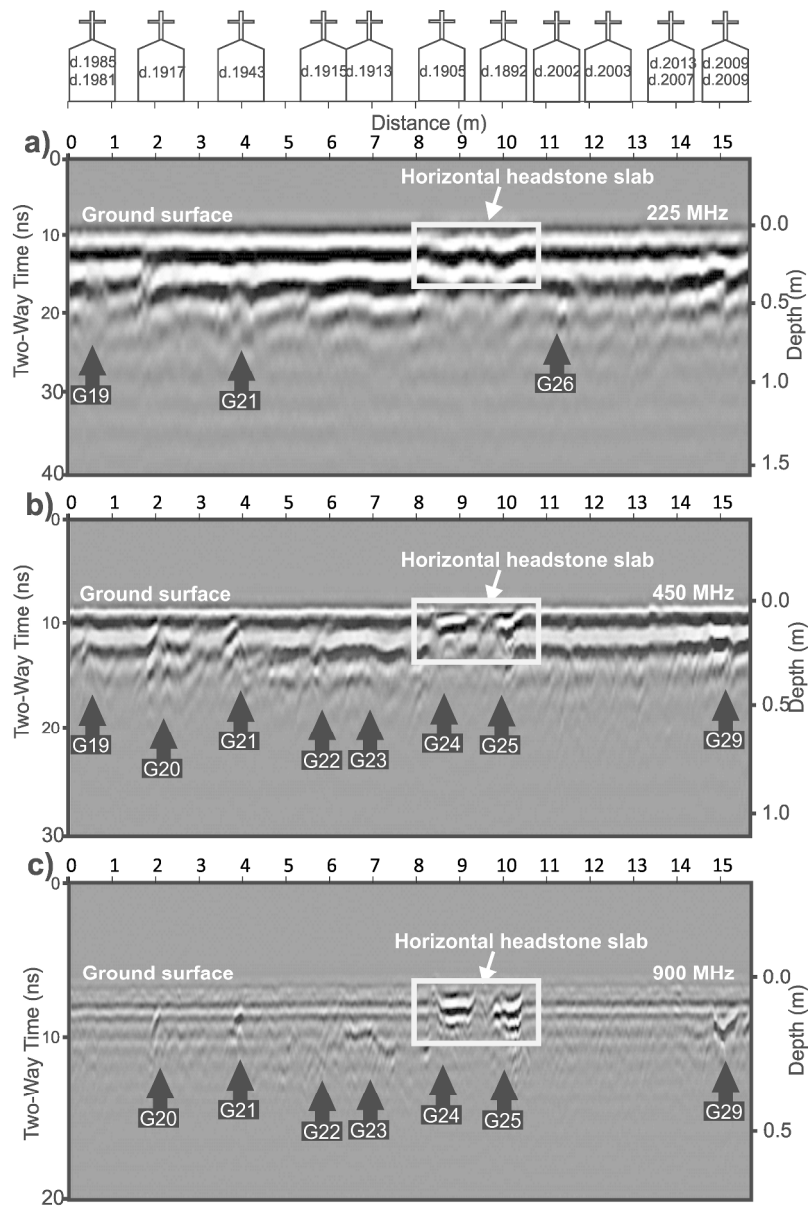 d.1985 d.1981
d.1917
d.1943
d.1915
d.1913
d.1905
d.1892
d.2002
d.2003
d.2013 d.2007
d.2009 d.2009
Distance (m)
a)
0 1 2 3 4 5 6 7 8 9 10 11 12 13 14 15
Two-Way Time (ns)
0
10
20
30
40
Horizontal headstone slab
Ground surface
225 MHz
0.0
0.5
1.0
1.5
Depth (m)
G19
G21
G26
b)
0 1 2 3 4 5 6 7 8 9 10 11 12 13 14 15
Two-Way Time (ns)
0
10
20
30
Horizontal headstone slab
Ground surface
450 MHz
0.0
0.5
1.0
Depth (m)
G19
G20
G21
G22
G23
G24
G25
G29
c)
0 1 2 3 4 5 6 7 8 9 10 11 12 13 14 15
Two-Way Time (ns)
0
10
20
Horizontal headstone slab
Ground surface
900 MHz
0.0
0.5
Depth (m)
G20
G21
G22
G23
G24
G25
G29